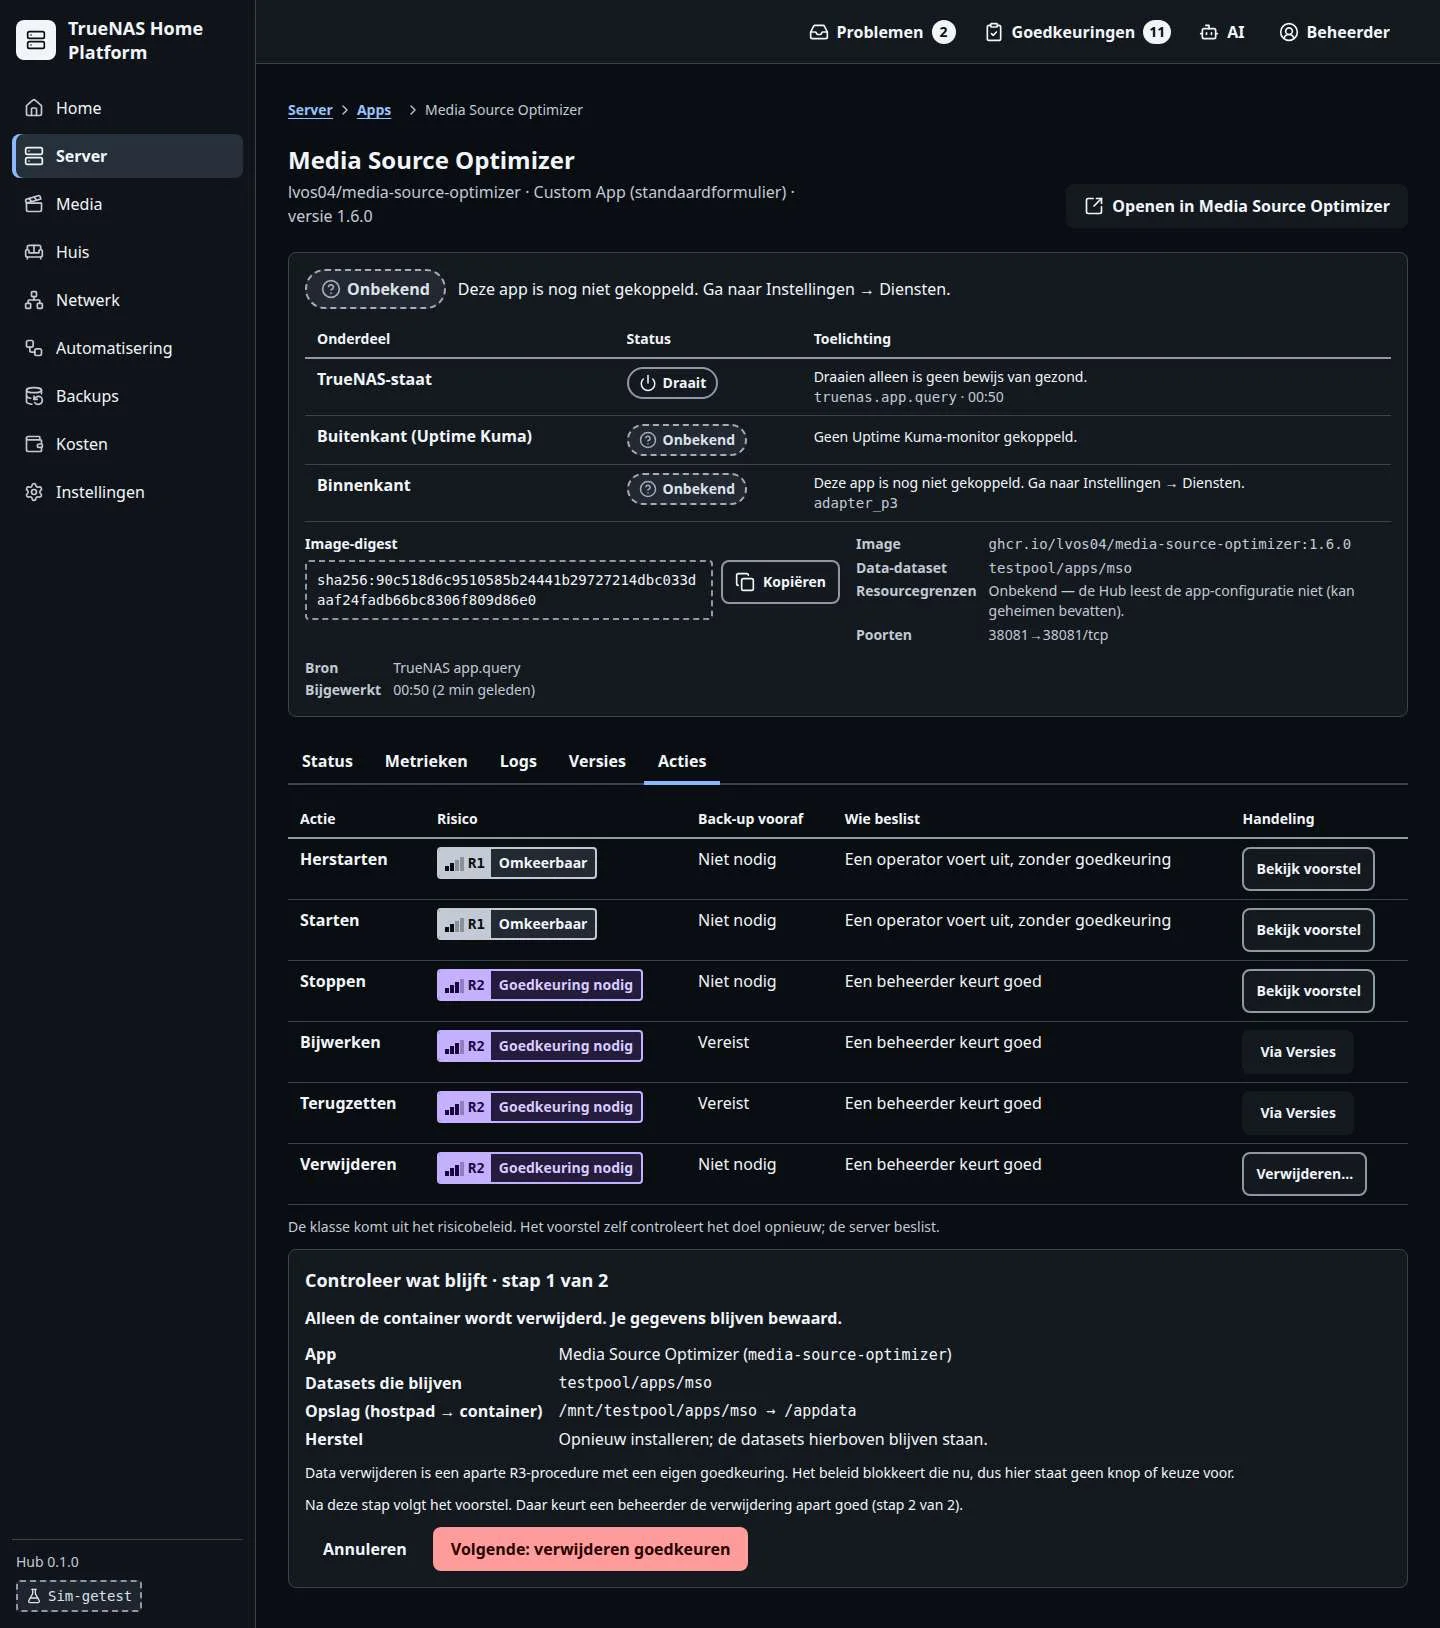 TrueNAS Home
Platform
Problemen 2
Goedkeuringen 11
AI
Beheerder
Home
Server
Media
Huis
Netwerk
Automatisering
Backups
Kosten
Instellingen
Hub 0.1.0
Sim-getest
Server > Apps > Media Source Optimizer
Media Source Optimizer
lvos04/media-source-optimizer · Custom App (standaardformulier) ·
versie 1.6.0
Openen in Media Source Optimizer
Onbekend Deze app is nog niet gekoppeld. Ga naar Instellingen → Diensten.
Onderdeel Status Toelichting
TrueNAS-staat Draait Draaien alleen is geen bewijs van gezond.
truenas.app.query · 00:50
Buitenkant (Uptime Kuma) Onbekend Geen Uptime Kuma-monitor gekoppeld.
Binnenkant Onbekend Deze app is nog niet gekoppeld. Ga naar Instellingen → Diensten.
adapter_p3
Image-digest
sha256:90c518d6c9510585b24441b29727214dbc033d
aaf24fadb66bc8306f809d86e0
Kopiëren
Image ghcr.io/lvos04/media-source-optimizer:1.6.0
Data-dataset testpool/apps/mso
Resourcegrenzen Onbekend — de Hub leest de app-configuratie niet (kan
geheimen bevatten).
Poorten 38081→38081/tcp
Bron TrueNAS app.query
Bijgewerkt 00:50 (2 min geleden)
Status Metrieken Logs Versies Acties
Actie Risico Back-up vooraf Wie beslist Handeling
Herstarten R1 Omkeerbaar Niet nodig Een operator voert uit, zonder goedkeuring Bekijk voorstel
Starten R1 Omkeerbaar Niet nodig Een operator voert uit, zonder goedkeuring Bekijk voorstel
Stoppen R2 Goedkeuring nodig Niet nodig Een beheerder keurt goed Bekijk voorstel
Bijwerken R2 Goedkeuring nodig Vereist Een beheerder keurt goed Via Versies
Terugzetten R2 Goedkeuring nodig Vereist Een beheerder keurt goed Via Versies
Verwijderen R2 Goedkeuring nodig Niet nodig Een beheerder keurt goed Verwijderen...
De klasse komt uit het risicobeleid. Het voorstel zelf controleert het doel opnieuw; de server beslist.
Controleer wat blijft · stap 1 van 2
Alleen de container wordt verwijderd. Je gegevens blijven bewaard.
App Media Source Optimizer (media-source-optimizer)
Datasets die blijven testpool/apps/mso
Opslag (hostpad → container) /mnt/testpool/apps/mso → /appdata
Herstel Opnieuw installeren; de datasets hierboven blijven staan.
Data verwijderen is een aparte R3-procedure met een eigen goedkeuring. Het beleid blokkeert die nu, dus hier staat geen knop of keuze voor.
Na deze stap volgt het voorstel. Daar keurt een beheerder de verwijdering apart goed (stap 2 van 2).
Annuleren
Volgende: verwijderen goedkeuren